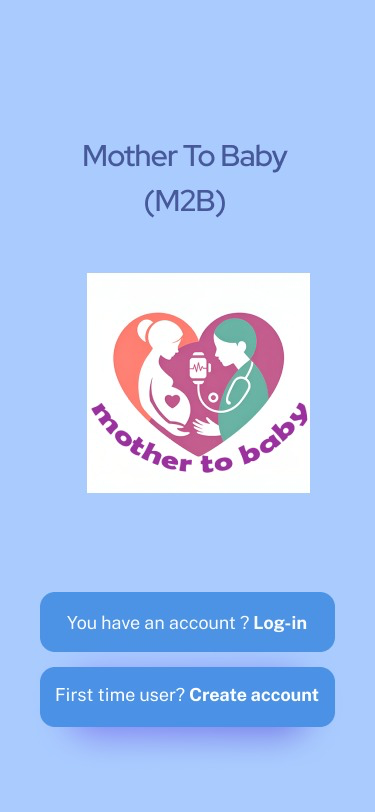 Mother To Baby
(M2B)
mother to baby
You have an account ? Log-in
First time user? Create account